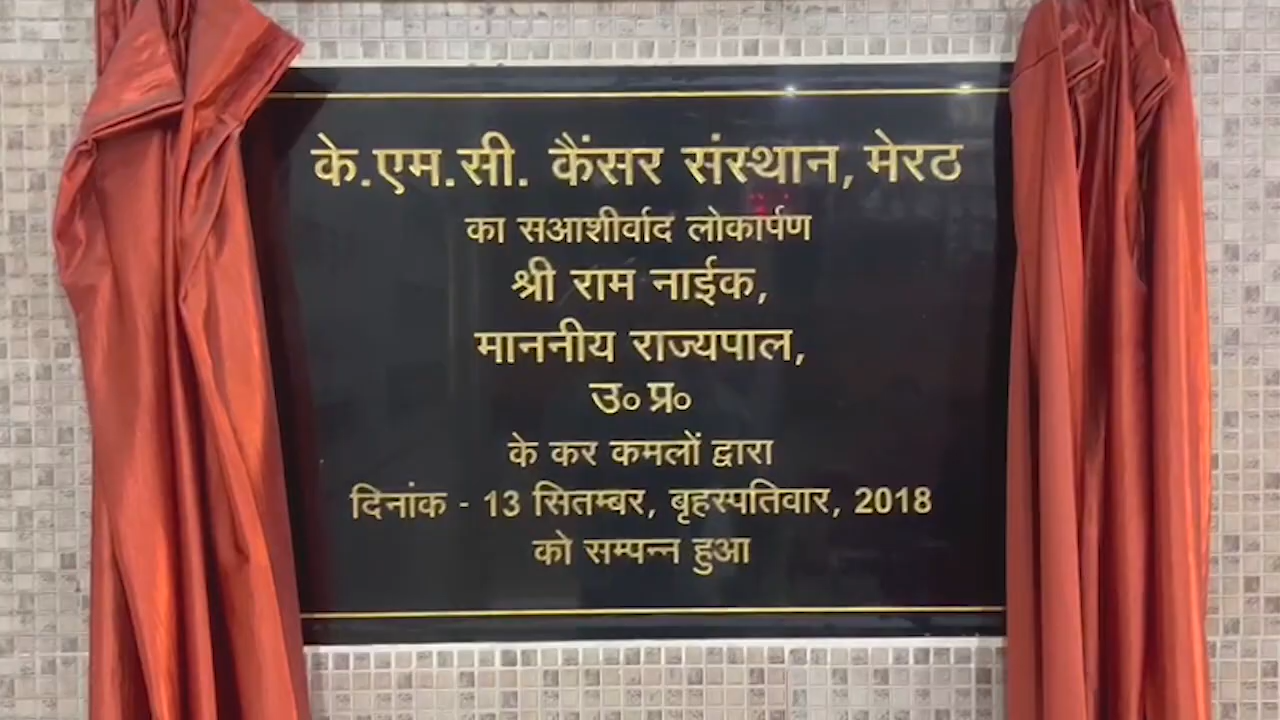 के.एम.सी. कैंसर संस्थान, मेरठ
का सआशीर्वाद लोकार्पण
श्री राम नाईक,
माननीय राज्यपाल,
उ० प्र०
के कर कमलों द्वारा
दिनांक - 13 सितम्बर, बृहस्पतिवार, 2018
को सम्पन्न हुआ